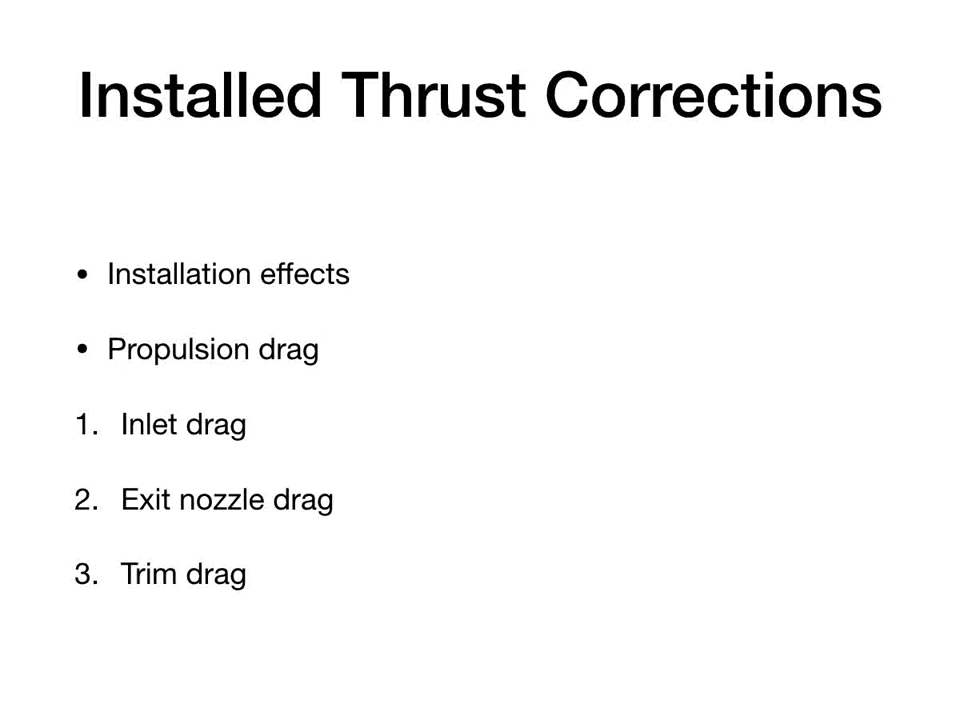 Installed Thrust Corrections
• Installation effects
• Propulsion drag
1. Inlet drag
2. Exit nozzle drag
3. Trim drag